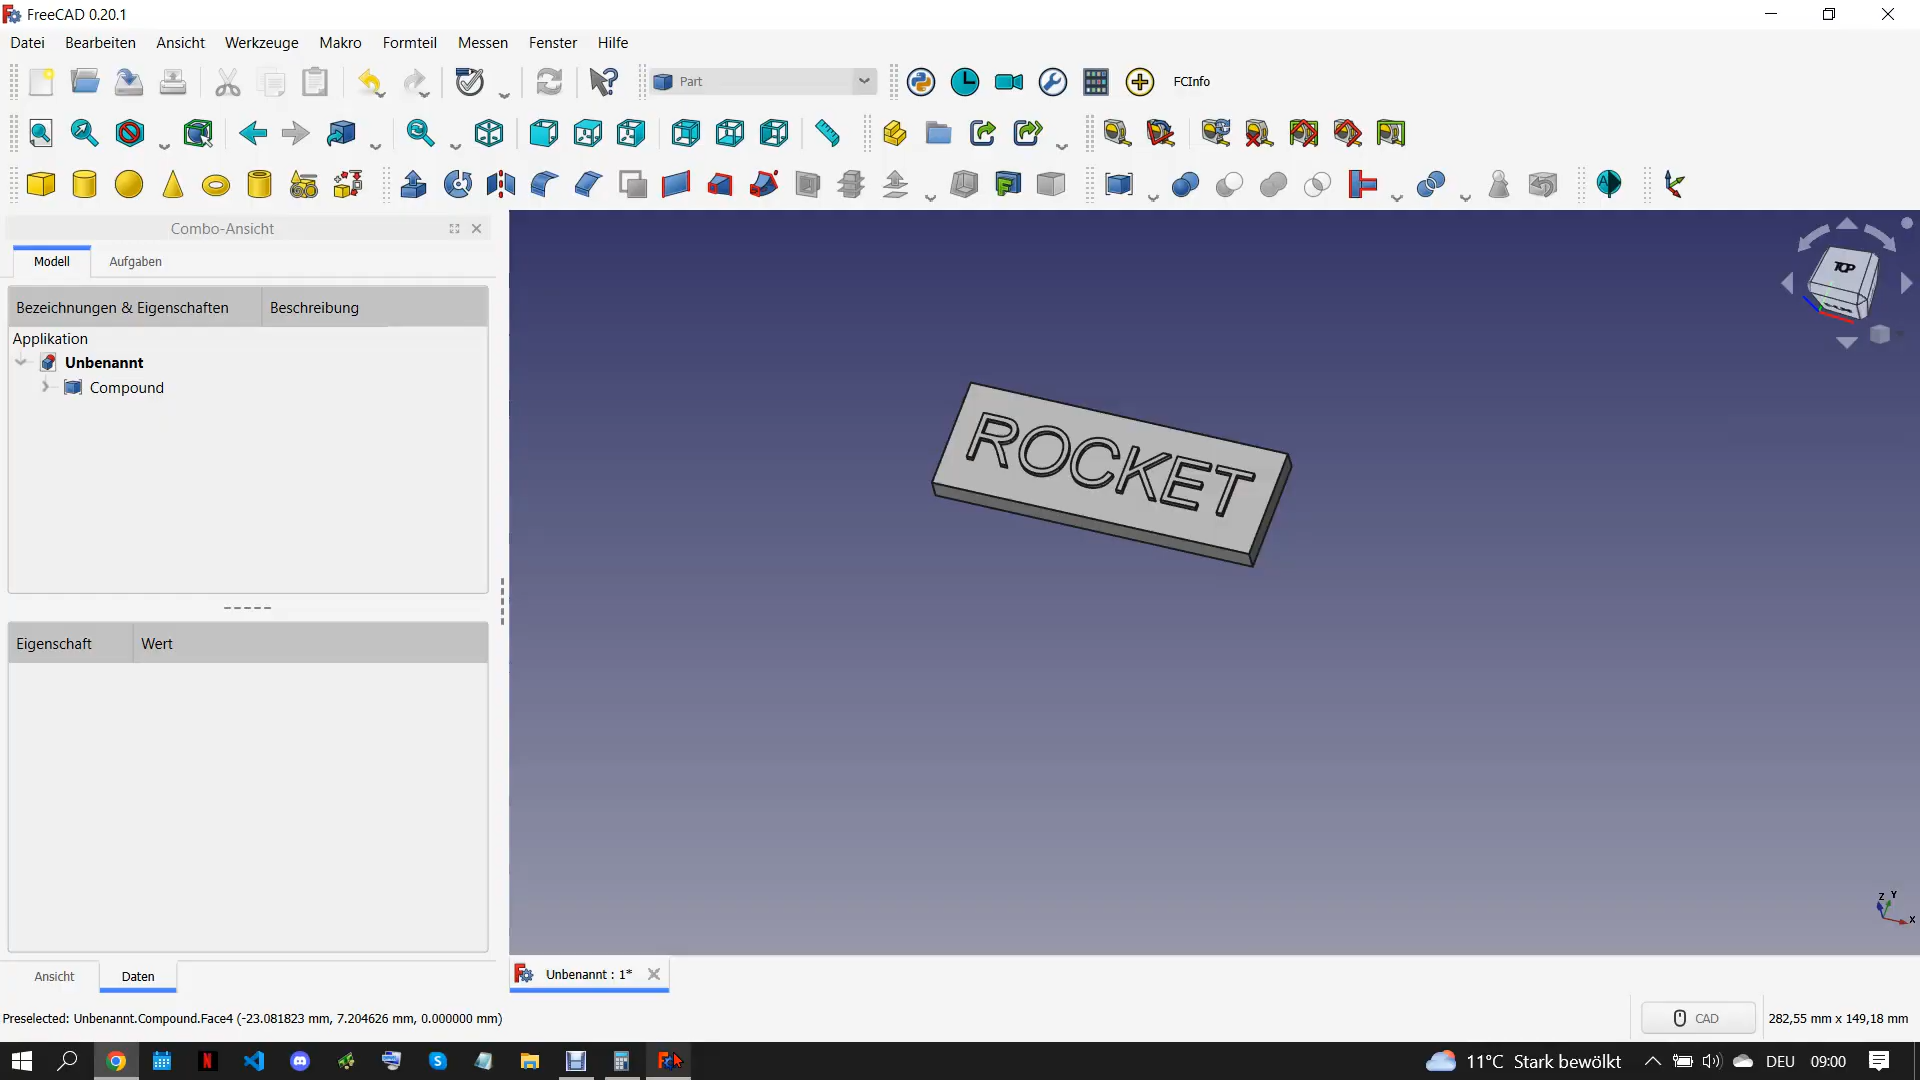 FreeCAD 0.20.1
Datei Bearbeiten Ansicht Werkzeuge Makro Formteil Messen Fenster Hilfe
Part
FCInfo
Combo-Ansicht
Modell Aufgaben
Bezeichnungen & Eigenschaften Beschreibung
Applikation
Unbenannt
Compound
TOP
ROCKET
Eigenschaft Wert
Z Y
X
Ansicht Daten
Unbenannt : 1*
Preselected: Unbenannt.Compound.Face4 (-23.081823 mm, 7.204626 mm, 0.000000 mm)
CAD 282,55 mm x 149,18 mm
11°C Stark bewölkt DEU 09:00